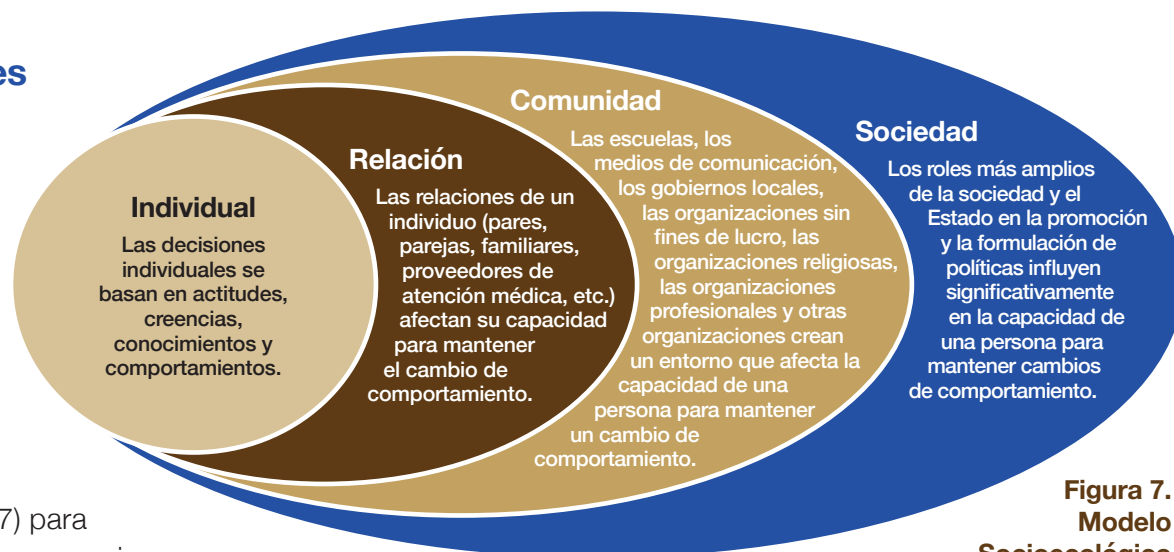 es
Individual
Las decisiones
individuales se
basan en actitudes,
creencias,
conocimientos y
comportamientos.
Relación
Las relaciones de un
individuo (pares,
parejas, familiares,
proveedores de
atención médica, etc.)
afectan su capacidad
para mantener
el cambio de
comportamiento.
Comunidad
Las escuelas, los
medios de comunicación,
los gobiernos locales,
las organizaciones sin
fines de lucro, las
organizaciones religiosas,
las organizaciones
profesionales y otras
organizaciones crean
un entorno que afecta la
capacidad de una
persona para mantener
un cambio de
comportamiento.
Sociedad
Los roles más amplios
de la sociedad y el
Estado en la promoción
y la formulación de
políticas influyen
significativamente
en la capacidad de
una persona para
mantener cambios
de comportamiento.
7) para
Figura 7.
Modelo
Socioecológico